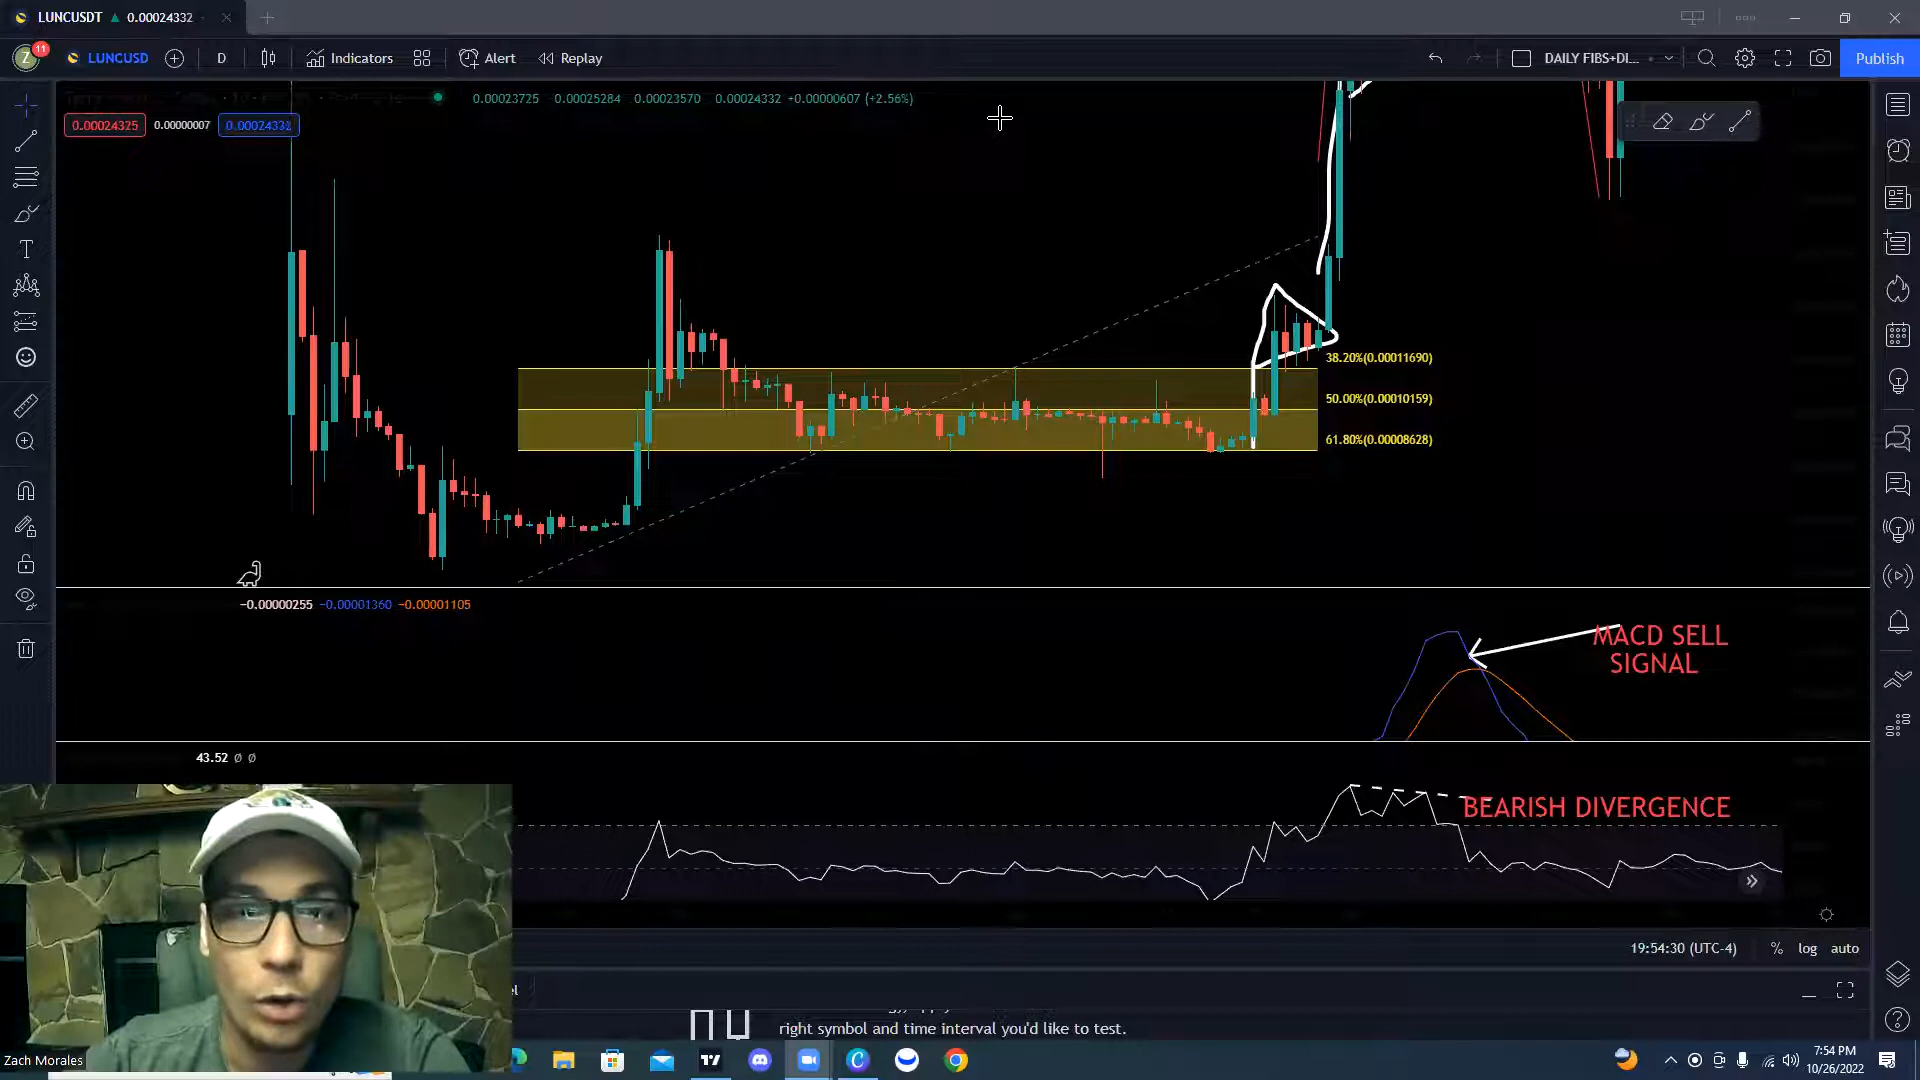 LUNCUSDT ▲ 0.00024332
Z 11 LUNCUSD D Indicators Alert Replay DAILY FIBS+DI... Publish
0.00023725 0.00025284 0.00023570 0.00024332 +0.00000607 (+2.56%)
0.00024325 0.00000007 0.00024332
38.20%(0.00011690)
50.00%(0.00010159)
61.80%(0.00008628)
−0.00000255 −0.00001360 −0.00001105
MACD SELL
SIGNAL
43.52 ∅ ∅
BEARISH DIVERGENCE
19:54:30 (UTC-4) % log auto
right symbol and time interval you'd like to test.
Zach Morales
7:54 PM
10/26/2022